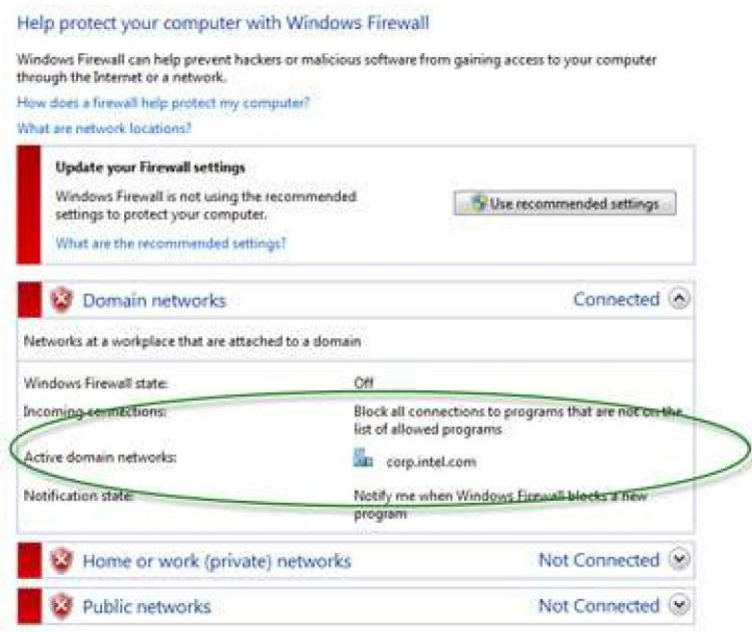 Help protect your computer with Windows Firewall
Windows Firewall can help prevent hackers or malicious software from gaining access to your computer
through the Internet or a network.
How does a firewall help protect my computer?
What are network locations?
Update your Firewall settings
Windows Firewall is not using the recommended
settings to protect your computer.
Use recommended settings
What are the recommended settings?
Domain networks
Connected
Networks at a workplace that are attached to a domain
Windows Firewall state:
Off
Incoming connections:
Block all connections to programs that are not on the
list of allowed programs
Active domain networks:
corp.intel.com
Notification state:
Notify me when Windows Firewall blocks a new
program
Home or work (private) networks
Not Connected
Public networks
Not Connected